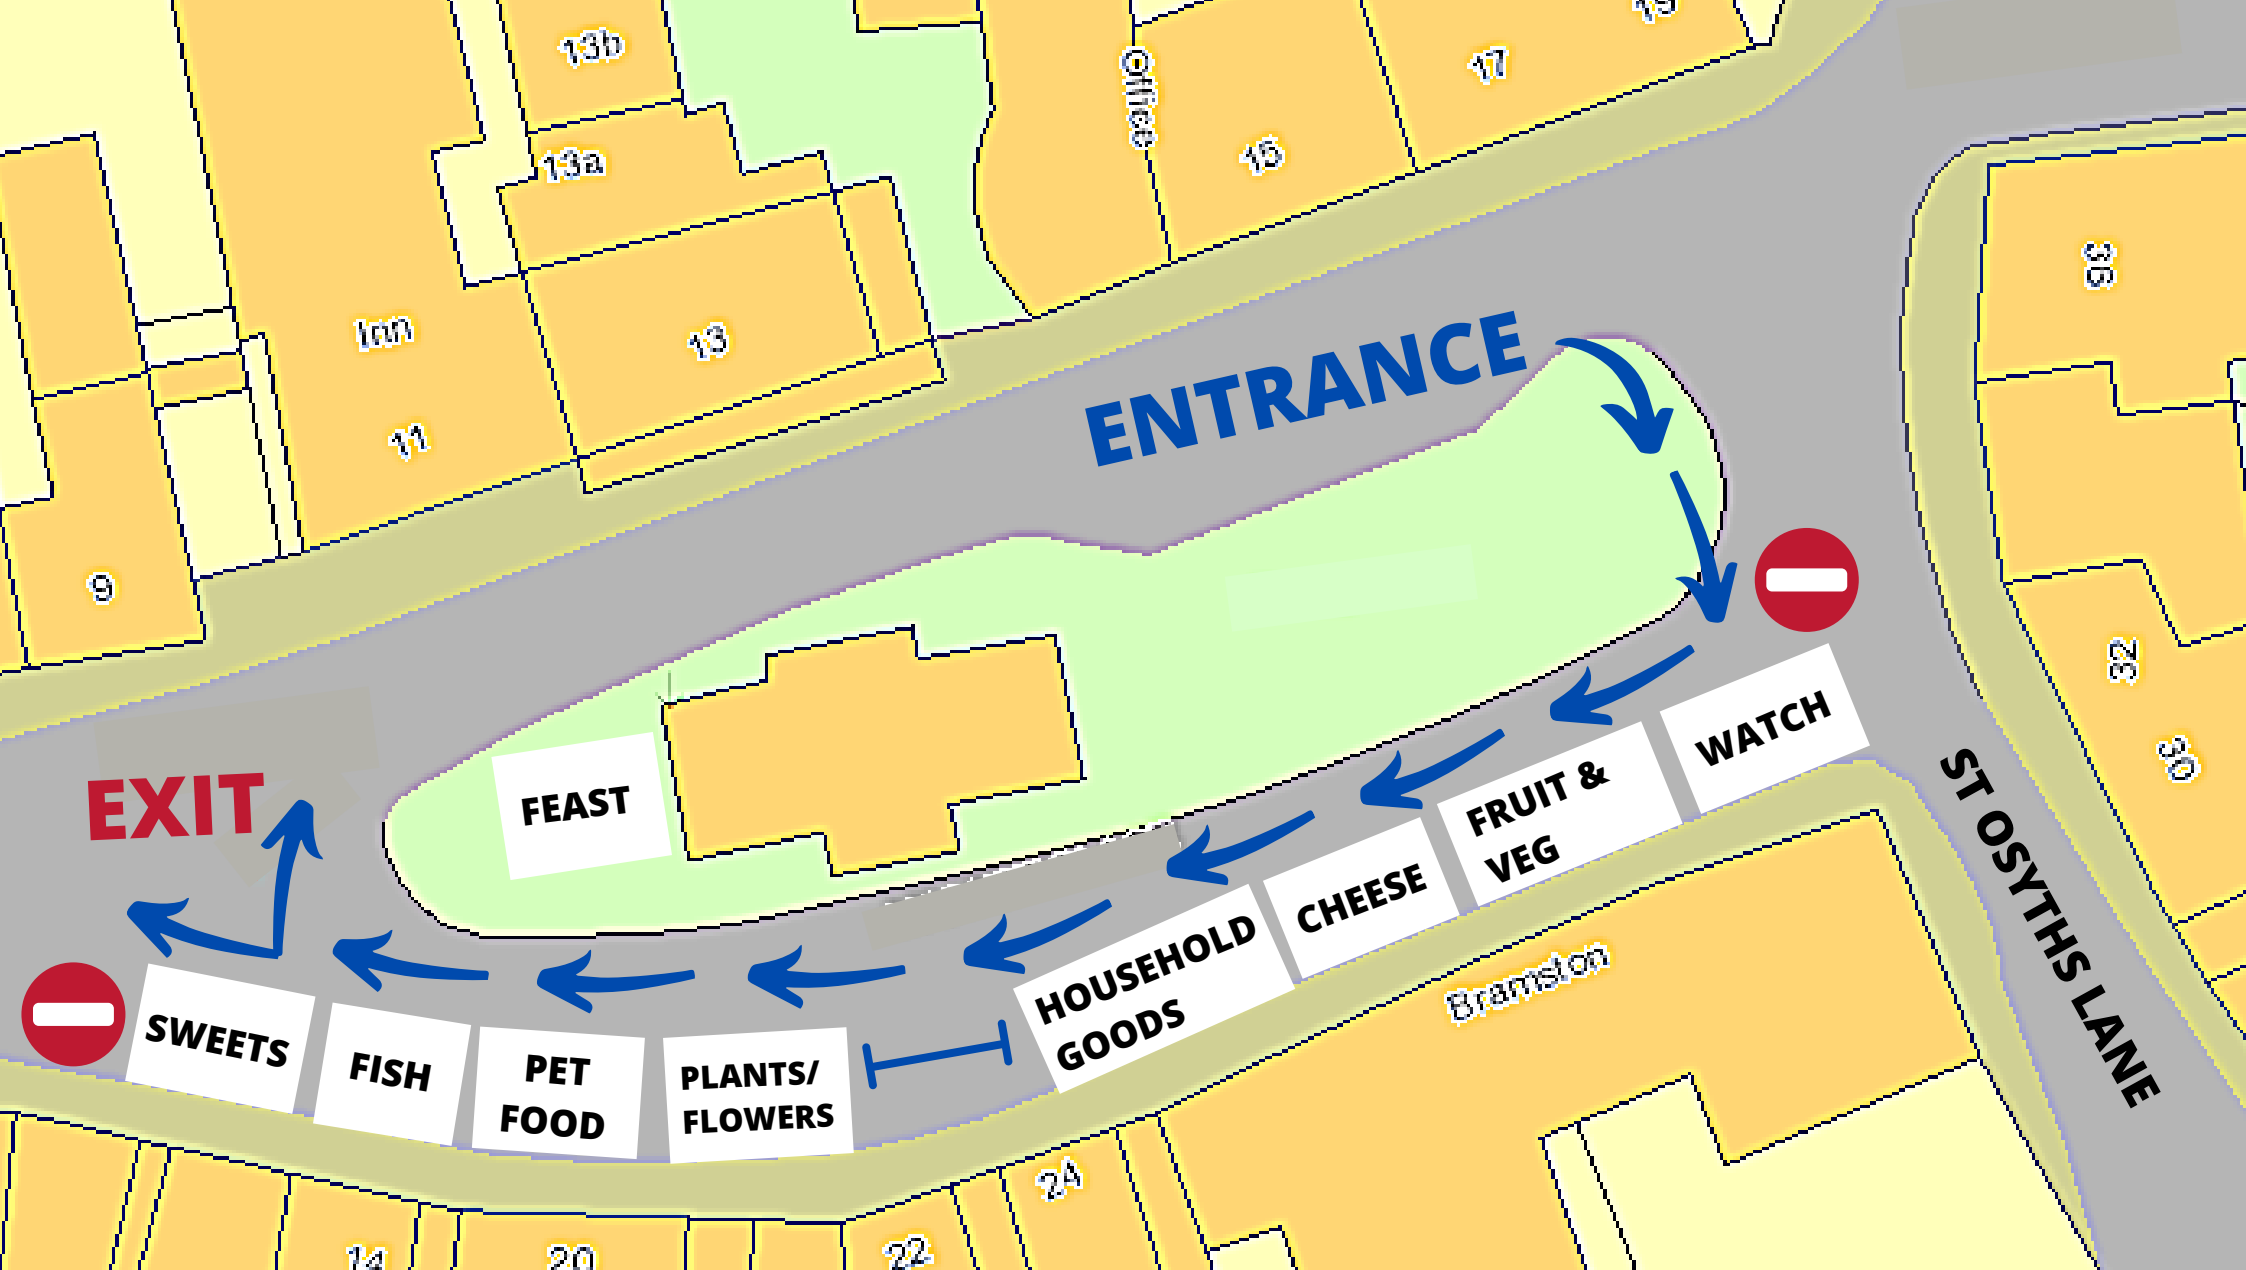 13b
13a
Office
15
17
19
Inn
11
13
9
36
32
30
ENTRANCE
EXIT
FEAST
WATCH
FRUIT &
VEG
CHEESE
HOUSEHOLD
GOODS
PLANTS/
FLOWERS
PET
FOOD
FISH
SWEETS
ST OSYTHS LANE
Bramston
24
22
20
14